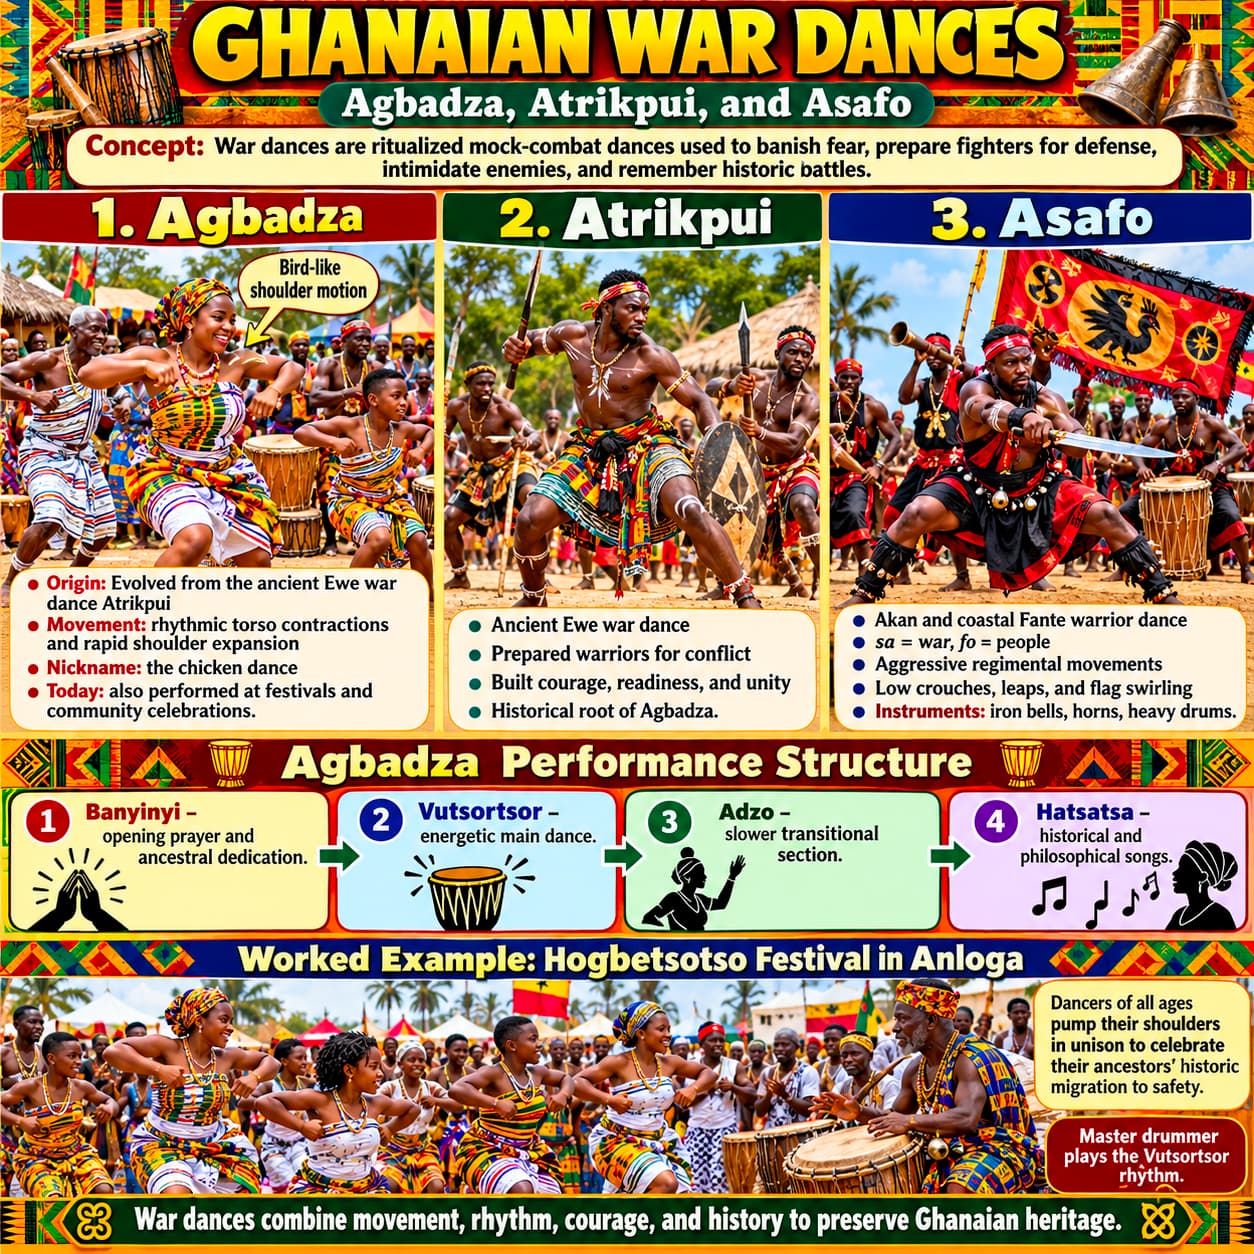 GHANAIAN WAR DANCES
Agbadza, Atrikpui, and Asafo
Concept: War dances are ritualized mock-combat dances used to banish fear, prepare fighters for defense,
intimidate enemies, and remember historic battles.
1. Agbadza
Bird-like
shoulder motion
• Origin: Evolved from the ancient Ewe war
dance Atrikpui
• Movement: rhythmic torso contractions
and rapid shoulder expansion
• Nickname: the chicken dance
• Today: also performed at festivals and
community celebrations.
2. Atrikpui
• Ancient Ewe war dance
• Prepared warriors for conflict
• Built courage, readiness, and unity
• Historical root of Agbadza.
3. Asafo
• Akan and coastal Fante warrior dance
• sa = war, fo = people
• Aggressive regimental movements
• Low crouches, leaps, and flag swirling
• Instruments: iron bells, horns, heavy drums.
Agbadza Performance Structure
1 Banyinyi –
opening prayer and
ancestral dedication.
2 Vutsortsor –
energetic main dance.
3 Adzo –
slower transitional
section.
4 Hatsatsa –
historical and
philosophical songs.
Worked Example: Hogbetsotso Festival in Anloga
Dancers of all ages
pump their shoulders
in unison to celebrate
their ancestors' historic
migration to safety.
Master drummer
plays the Vutsortsor
rhythm.
War dances combine movement, rhythm, courage, and history to preserve Ghanaian heritage.